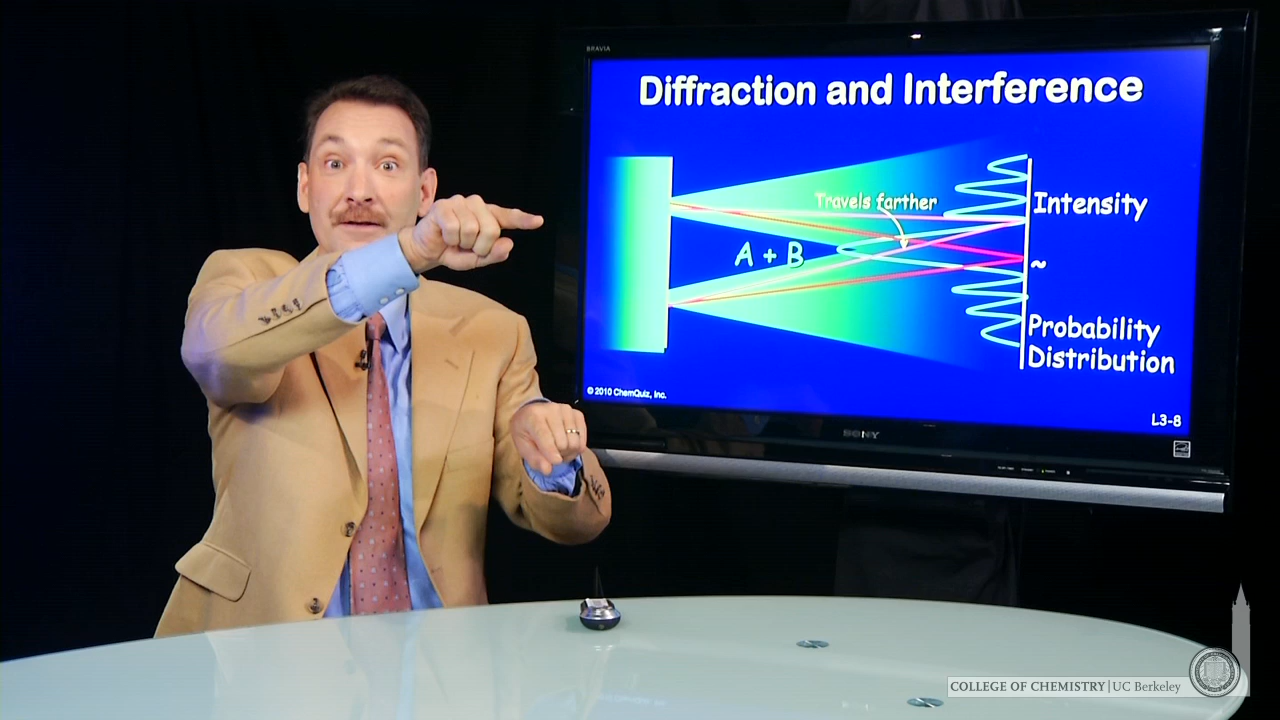 BRAVIA
Diffraction and Interference
Travels farther
Intensity
A + B
~
Probability
Distribution
© 2010 ChemQuiz, Inc.
L3-8
SONY
COLLEGE OF CHEMISTRY | UC Berkeley